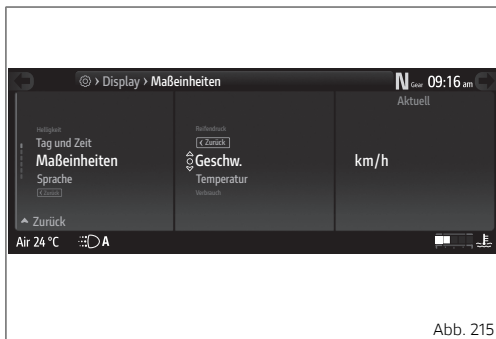 Display > Maßeinheiten
N Gear 09:16 am
Aktuell
Helligkeit
Tag und Zeit
Maßeinheiten
Sprache
< Zurück
Zurück
Reifendruck
< Zurück
Geschw.
Temperatur
Verbrauch
km/h
Air 24 °C
A
Abb. 215